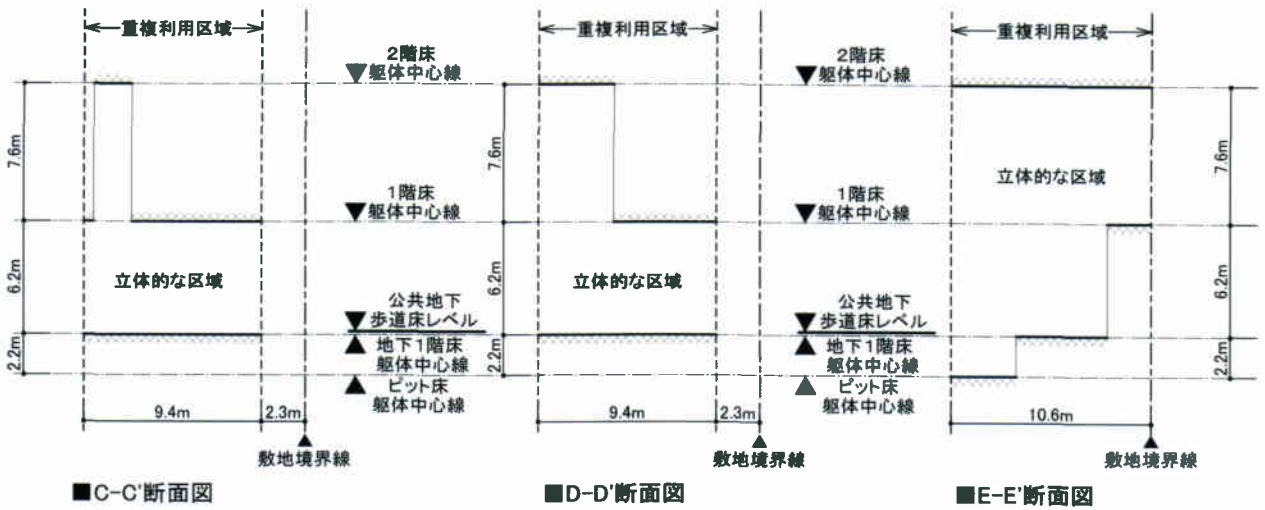 重複利用区域
7.6m
6.2m
2.2m
立体的な区域
9.4m
2.3m
敷地境界線
■C-C'断面図
2階床
躯体中心線
1階床
躯体中心線
公共地下
歩道床レベル
地下1階床
躯体中心線
ピット床
躯体中心線
重複利用区域
7.6m
6.2m
2.2m
立体的な区域
9.4m
2.3m
敷地境界線
■D-D'断面図
2階床
躯体中心線
1階床
躯体中心線
公共地下
歩道床レベル
地下1階床
躯体中心線
ピット床
躯体中心線
重複利用区域
立体的な区域
7.6m
6.2m
2.2m
10.6m
敷地境界線
■E-E'断面図